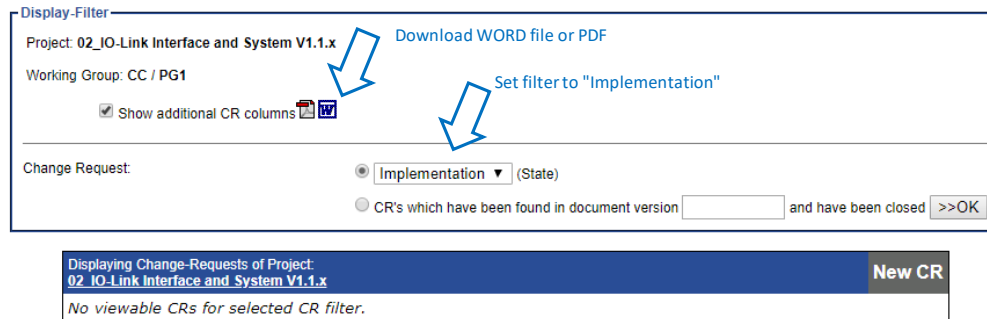 Display-Filter
Project: 02_IO-Link Interface and System V1.1.x
Download WORD file or PDF
Working Group: CC / PG1
Set filter to "Implementation"
Show additional CR columns
Change Request:
Implementation ▼ (State)
CR's which have been found in document version and have been closed >>OK
Displaying Change-Requests of Project:
02_IO-Link Interface and System V1.1.x
New CR
No viewable CRs for selected CR filter.